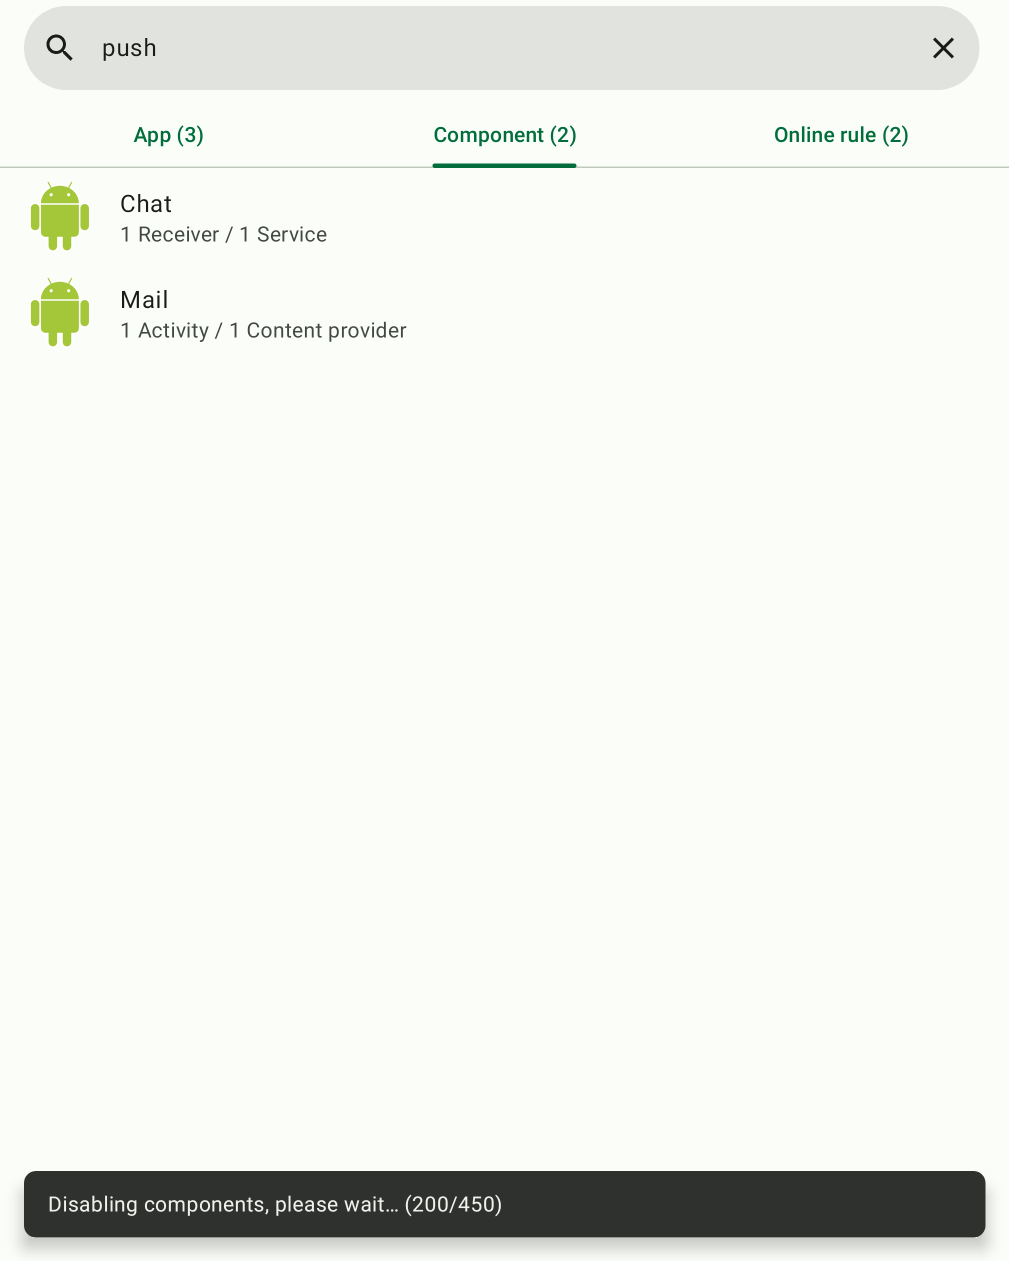 push
App (3)
Component (2)
Online rule (2)
Chat
1 Receiver / 1 Service
Mail
1 Activity / 1 Content provider
Disabling components, please wait… (200/450)